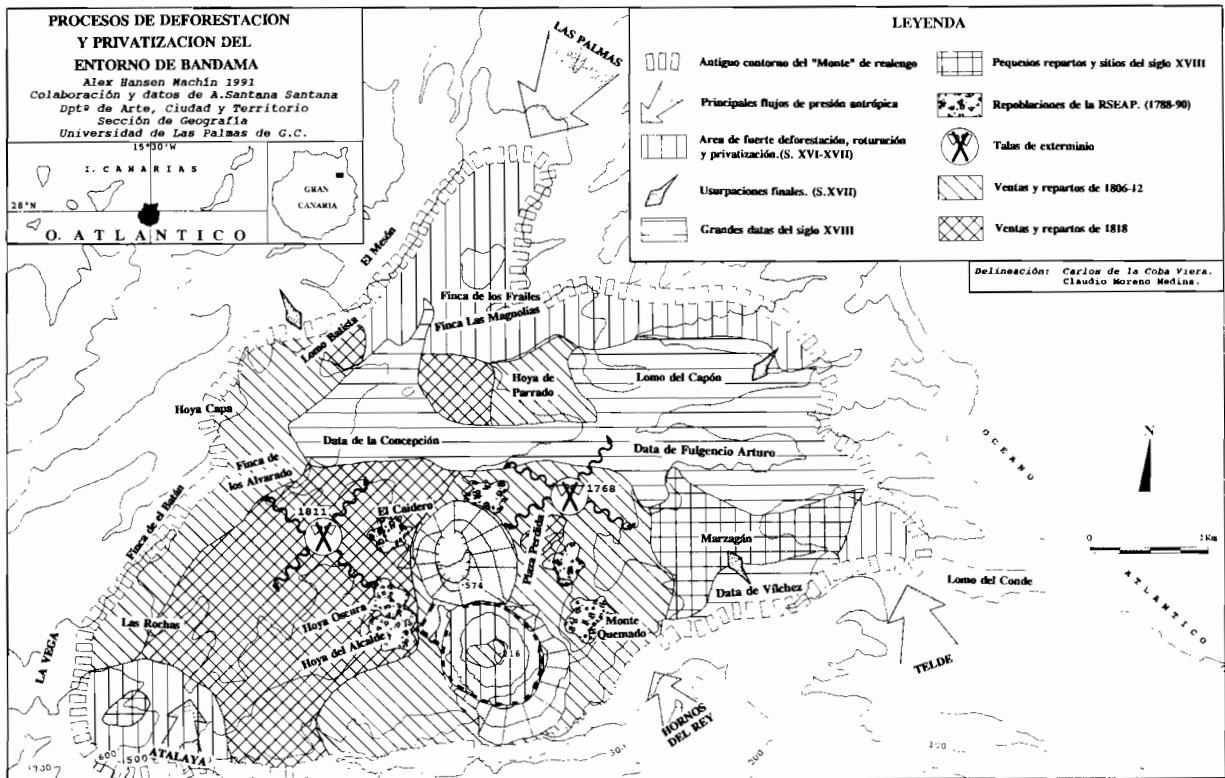 PROCESOS DE DEFORESTACION
Y PRIVATIZACION DEL
ENTORNO DE BANDAMA
Alex Hansen Machín 1991
Colaboración y datos de A.Santana Santana
Dptº de Arte, Ciudad y Territorio
Sección de Geografía
Universidad de Las Palmas de G.C.
15°30'W
I. CANARIAS
28°N
O. ATLANTICO
GRAN
CANARIA
LEYENDA
Antiguo contorno del "Monte" de realengo
Principales flujos de presión antrópica
Area de fuerte deforestación, roturación
y privatización.(S. XVI-XVII)
Usurpaciones finales. (S.XVII)
Grandes datas del siglo XVIII
Pequeños repartos y sitios del siglo XVIII
Repoblaciones de la RSEAP. (1788-90)
Talas de exterminio
Ventas y repartos de 1806-12
Ventas y repartos de 1818
Delineación: Carlos de la Coba Viera.
Claudio Moreno Medina.
LAS PALMAS
El Mesón
Finca de los Frailes
Finca Las Magnolias
Lomo Batista
Hoya de
Parrado
Lomo del Capón
Hoya Capa
Data de la Concepción
Data de Fulgencio Arturo
Finca de
los Alvarado
Finca de el Batán
1811
El Caidero
1768
Plaza Perdida
Marzagán
Data de Vílchez
Lomo del Conde
574
Hoya Oscura
Hoya del Alcalde
Monte
Quemado
216
Las Rochas
LA VEGA
ATALAYA
HORNOS
DEL REY
TELDE
OCEANO
ATLANTICO
N
0 1Km
600
500
300
200
100